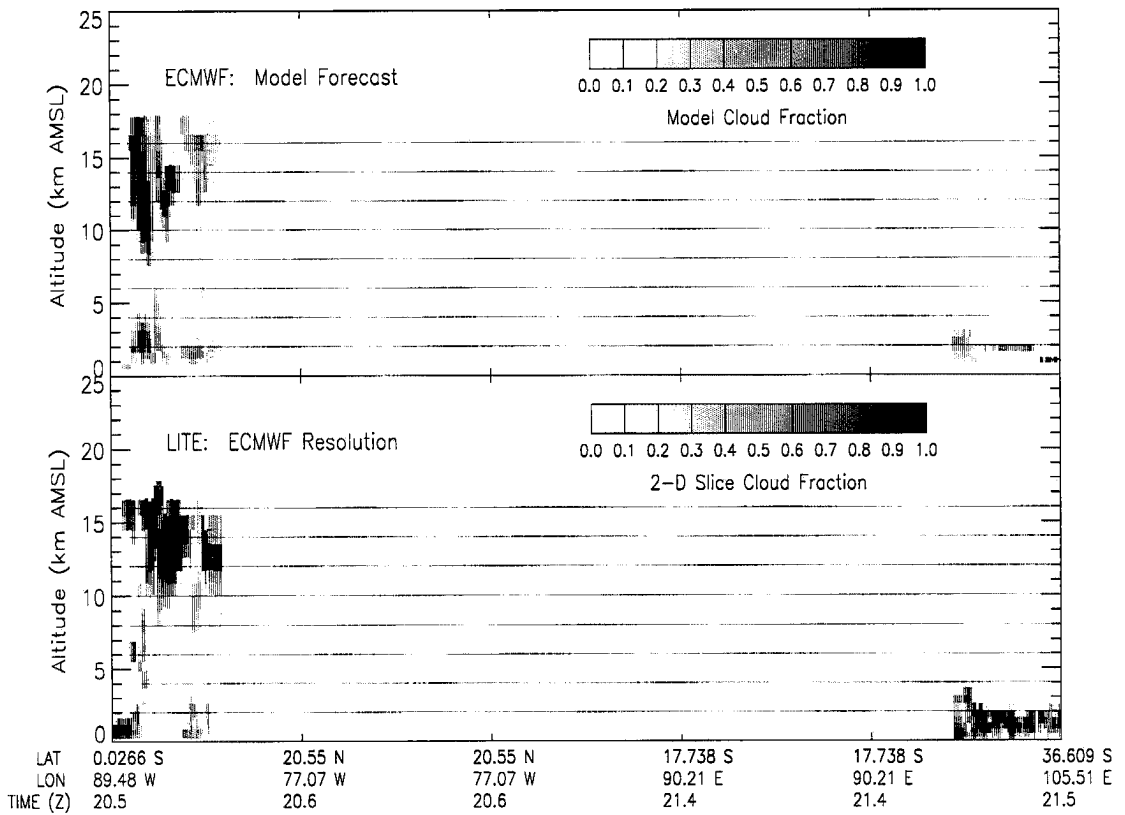 25
20
15
10
5
0
Altitude (km AMSL)
ECMWF: Model Forecast
0.0 0.1 0.2 0.3 0.4 0.5 0.6 0.7 0.8 1.0
Model Cloud Fraction
25
20
15
10
5
0
Altitude (km AMSL)
LITE: ECMWF Resolution
0.0 0.1 0.2 0.3 0.4 0.5 0.6 0.7 0.8 1.0
2-D Slice Cloud Fraction
LAT 0.0266 S 20.55 N 20.55 N 17.738 S 17.738 S 36.609 S
LON 89.48 W 77.07 W 77.07 W 90.21 E 90.21 E 105.51 E
TIME (Z) 20.5 20.6 20.6 21.4 21.4 21.5